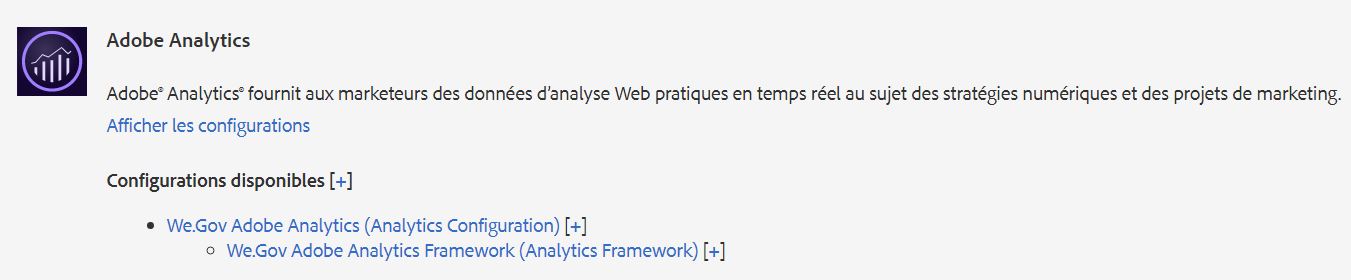 Adobe Analytics
Adobe® Analytics® fournit aux marketeurs des données d’analyse Web pratiques en temps réel au sujet des stratégies numériques et des projets de marketing.
Afficher les configurations
Configurations disponibles [+]
We.Gov Adobe Analytics (Analytics Configuration) [+]
We.Gov Adobe Analytics Framework (Analytics Framework) [+]